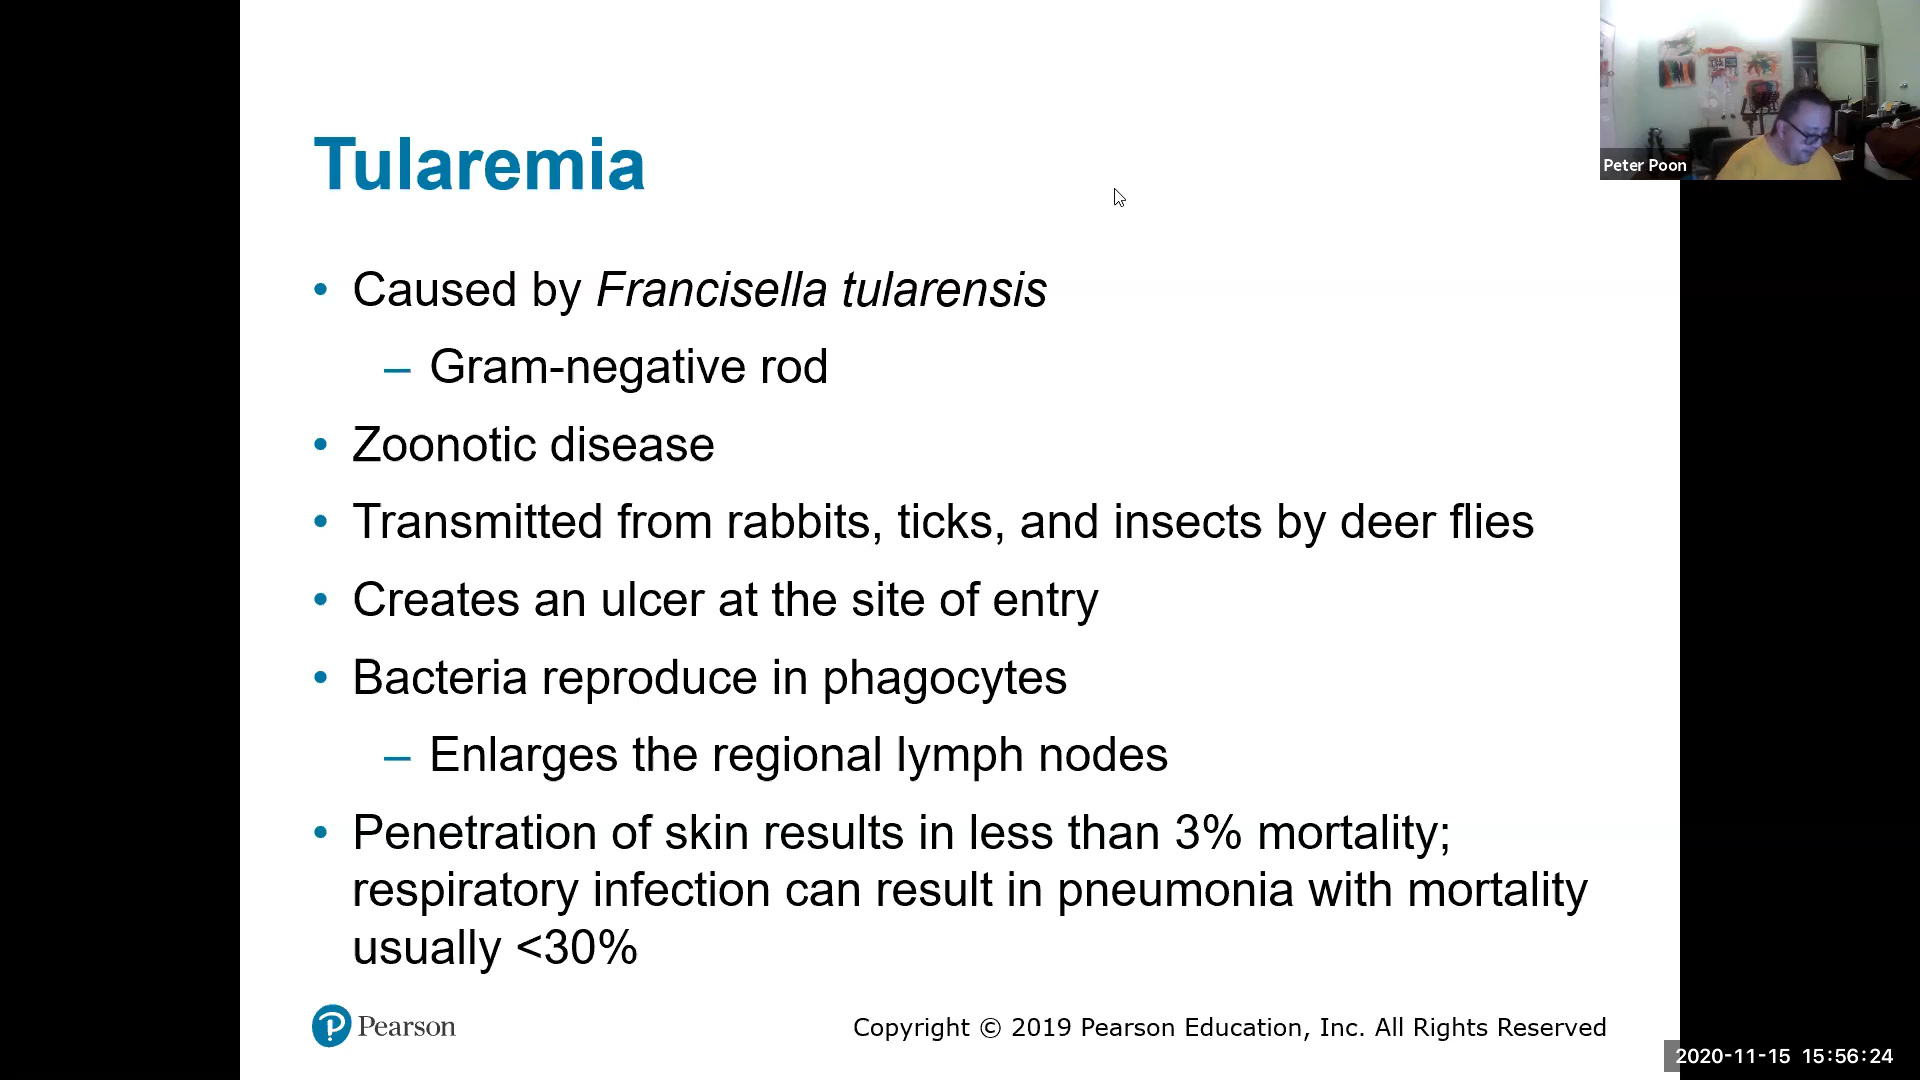 Peter Poon
Tularemia
• Caused by Francisella tularensis
– Gram-negative rod
• Zoonotic disease
• Transmitted from rabbits, ticks, and insects by deer flies
• Creates an ulcer at the site of entry
• Bacteria reproduce in phagocytes
– Enlarges the regional lymph nodes
• Penetration of skin results in less than 3% mortality;
respiratory infection can result in pneumonia with mortality
usually <30%
Pearson
Copyright © 2019 Pearson Education, Inc. All Rights Reserved
2020-11-15 15:56:24